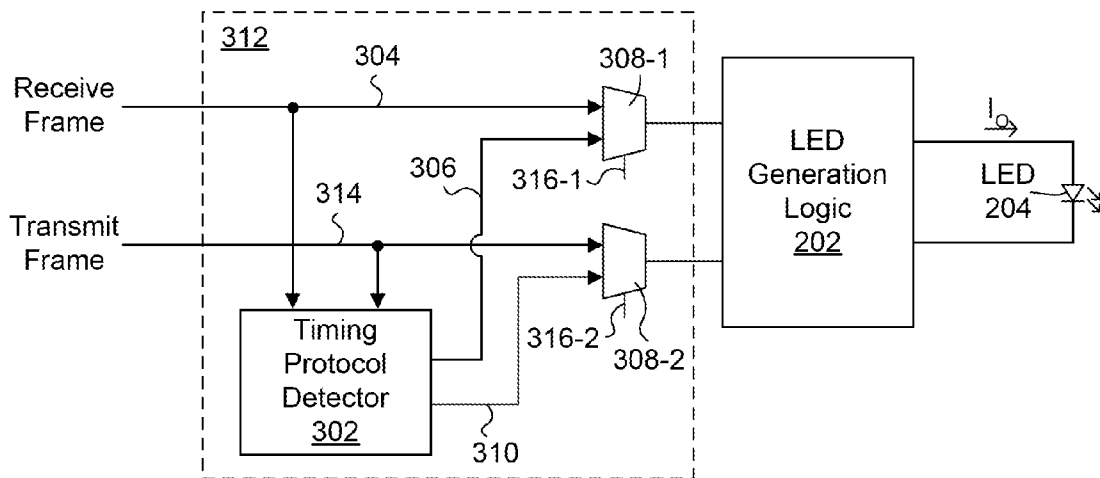 312
304
308-1
Receive
Frame
306
316-1
314
Transmit
Frame
LED
Generation
Logic
202
I
O
LED
204
Timing
Protocol
Detector
302
316-2
308-2
310